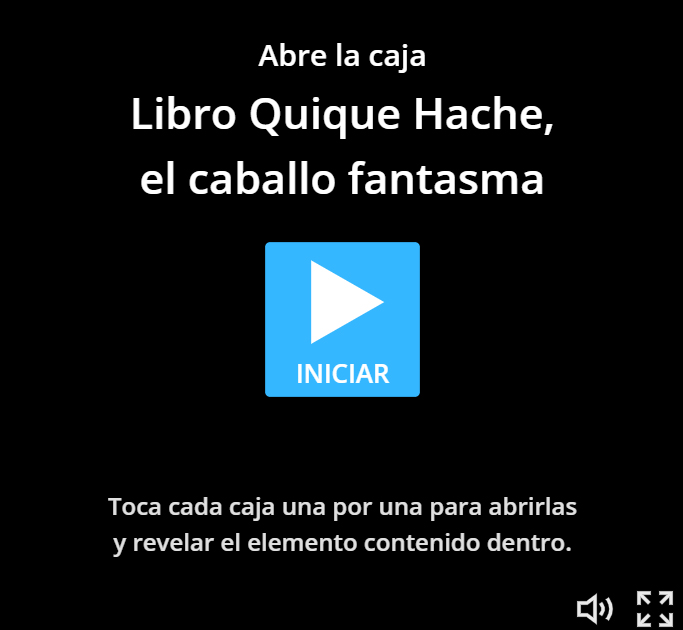 Abre la caja
Libro Quique Hache,
el caballo fantasma
INICIAR
Toca cada caja una por una para abrirlas
y revelar el elemento contenido dentro.